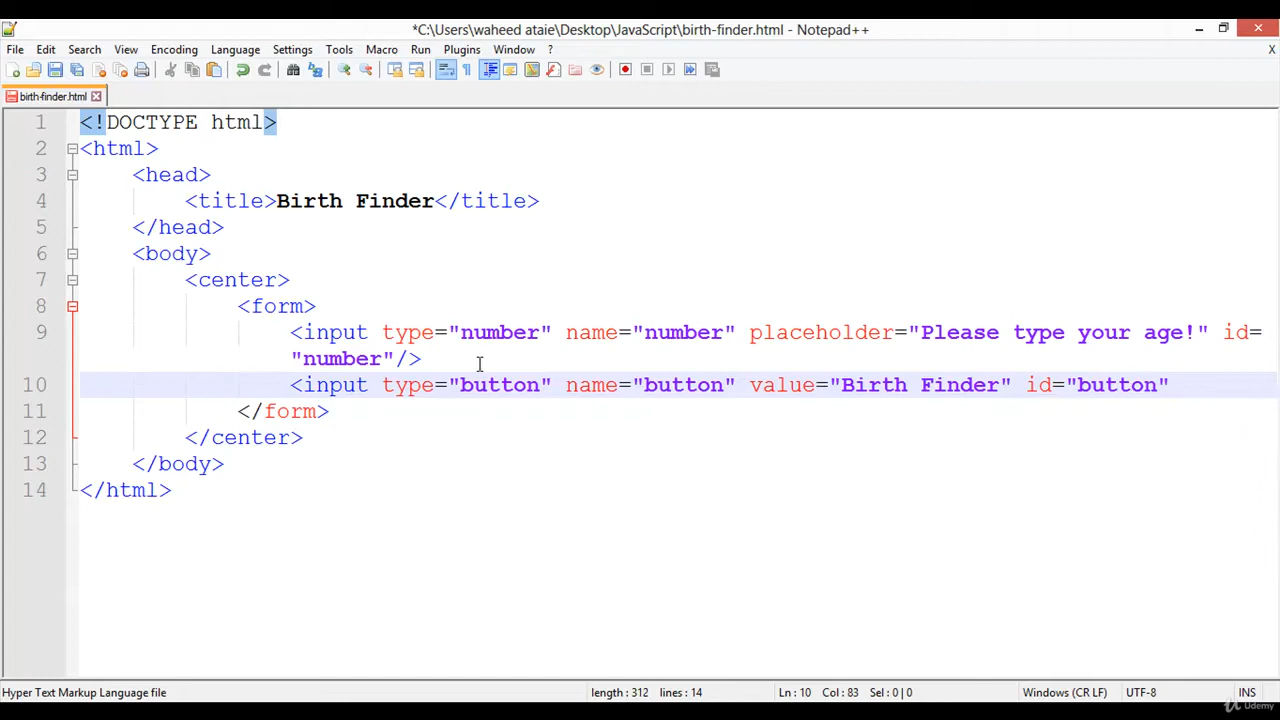 *C:\Users\waheed ataie\Desktop\JavaScript\birth-finder.html - Notepad++
File Edit Search View Encoding Language Settings Tools Macro Run Plugins Window ? X
birth-finder.html
1 <!DOCTYPE html>
2 <html>
3 <head>
4 <title>Birth Finder</title>
5 </head>
6 <body>
7 <center>
8 <form>
9 <input type="number" name="number" placeholder="Please type your age!" id=
"number"/>
10 <input type="button" name="button" value="Birth Finder" id="button"
11 </form>
12 </center>
13 </body>
14 </html>
Hyper Text Markup Language file length : 312 lines : 14 Ln : 10 Col : 83 Sel : 0 | 0 Windows (CR LF) UTF-8 INS
Udemy